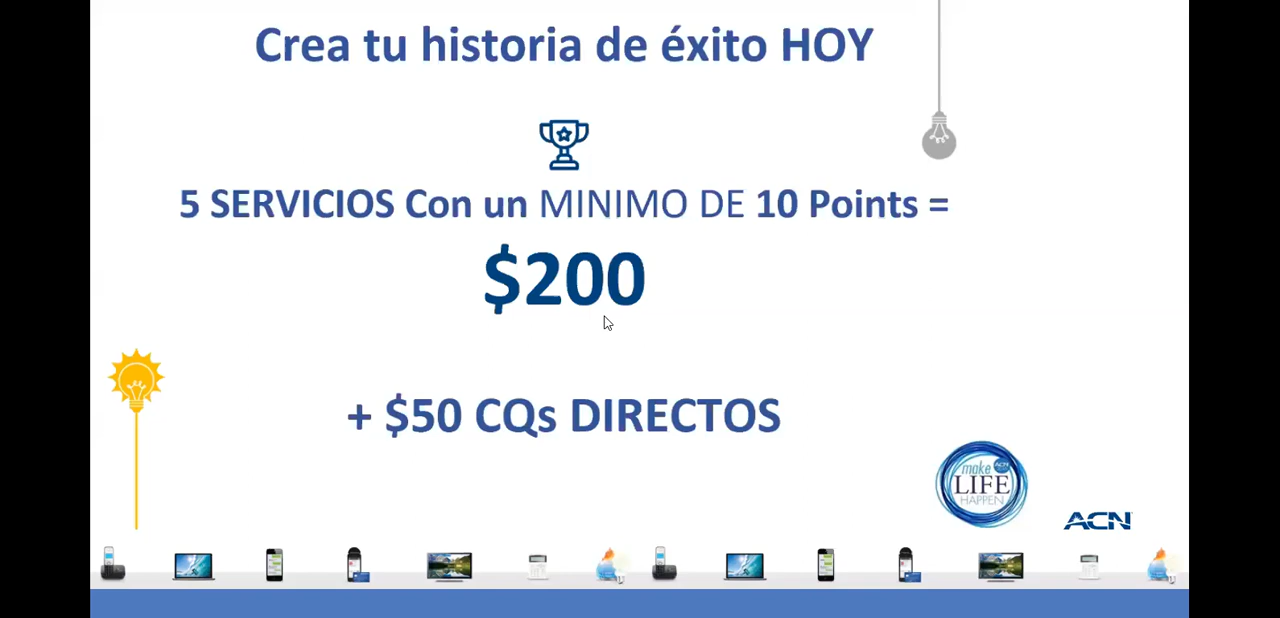 Crea tu historia de éxito HOY
5 SERVICIOS Con un MINIMO DE 10 Points =
$200
+ $50 CQs DIRECTOS
make
ACN
LIFE
HAPPEN
ACN